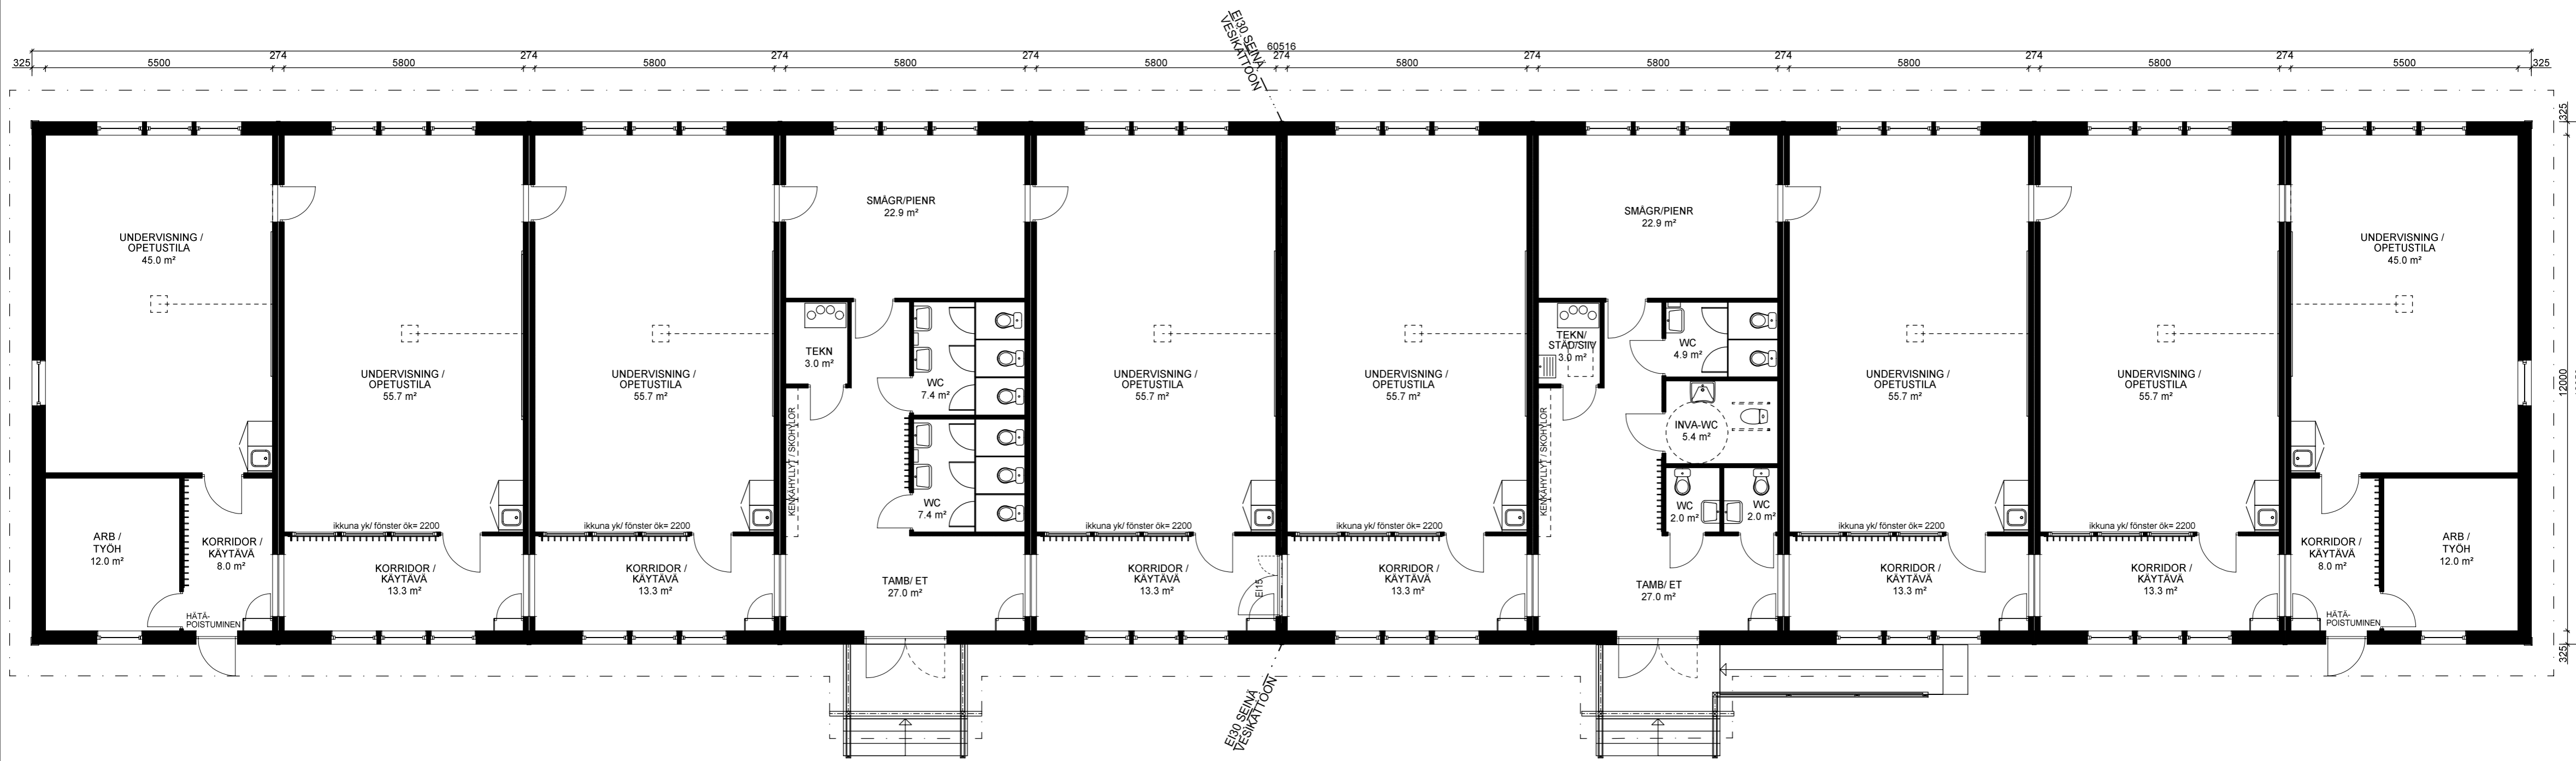 EI30 SEINÄ
VESIKATTOON
60516
325
5500
274
5800
274
5800
274
5800
274
5800
274
5800
274
5800
274
5800
274
5800
274
5500
325
325
12000
325
UNDERVISNING /
OPETUSTILA
45.0 m²
ARB /
TYÖH
12.0 m²
KORRIDOR /
KÄYTÄVÄ
8.0 m²
HÄTÄ-
POISTUMINEN
UNDERVISNING /
OPETUSTILA
55.7 m²
ikkuna yk/ fönster ök= 2200
KORRIDOR /
KÄYTÄVÄ
13.3 m²
UNDERVISNING /
OPETUSTILA
55.7 m²
ikkuna yk/ fönster ök= 2200
KORRIDOR /
KÄYTÄVÄ
13.3 m²
SMÅGR/PIENR
22.9 m²
TEKN
3.0 m²
KENKÄHYLLYT / SKOHYLOR
WC
7.4 m²
WC
7.4 m²
TAMB/ ET
27.0 m²
UNDERVISNING /
OPETUSTILA
55.7 m²
ikkuna yk/ fönster ök= 2200
KORRIDOR /
KÄYTÄVÄ
13.3 m²
EI15
UNDERVISNING /
OPETUSTILA
55.7 m²
ikkuna yk/ fönster ök= 2200
KORRIDOR /
KÄYTÄVÄ
13.3 m²
SMÅGR/PIENR
22.9 m²
TEKN/
STÄD/SIIV
3.0 m²
KENKÄHYLLYT / SKOHYLOR
WC
4.9 m²
INVA-WC
5.4 m²
WC
2.0 m²
WC
2.0 m²
TAMB/ ET
27.0 m²
UNDERVISNING /
OPETUSTILA
55.7 m²
ikkuna yk/ fönster ök= 2200
KORRIDOR /
KÄYTÄVÄ
13.3 m²
UNDERVISNING /
OPETUSTILA
55.7 m²
ikkuna yk/ fönster ök= 2200
KORRIDOR /
KÄYTÄVÄ
13.3 m²
UNDERVISNING /
OPETUSTILA
45.0 m²
KORRIDOR /
KÄYTÄVÄ
8.0 m²
ARB /
TYÖH
12.0 m²
HÄTÄ-
POISTUMINEN
EI30 SEINÄ
VESIKATTOON